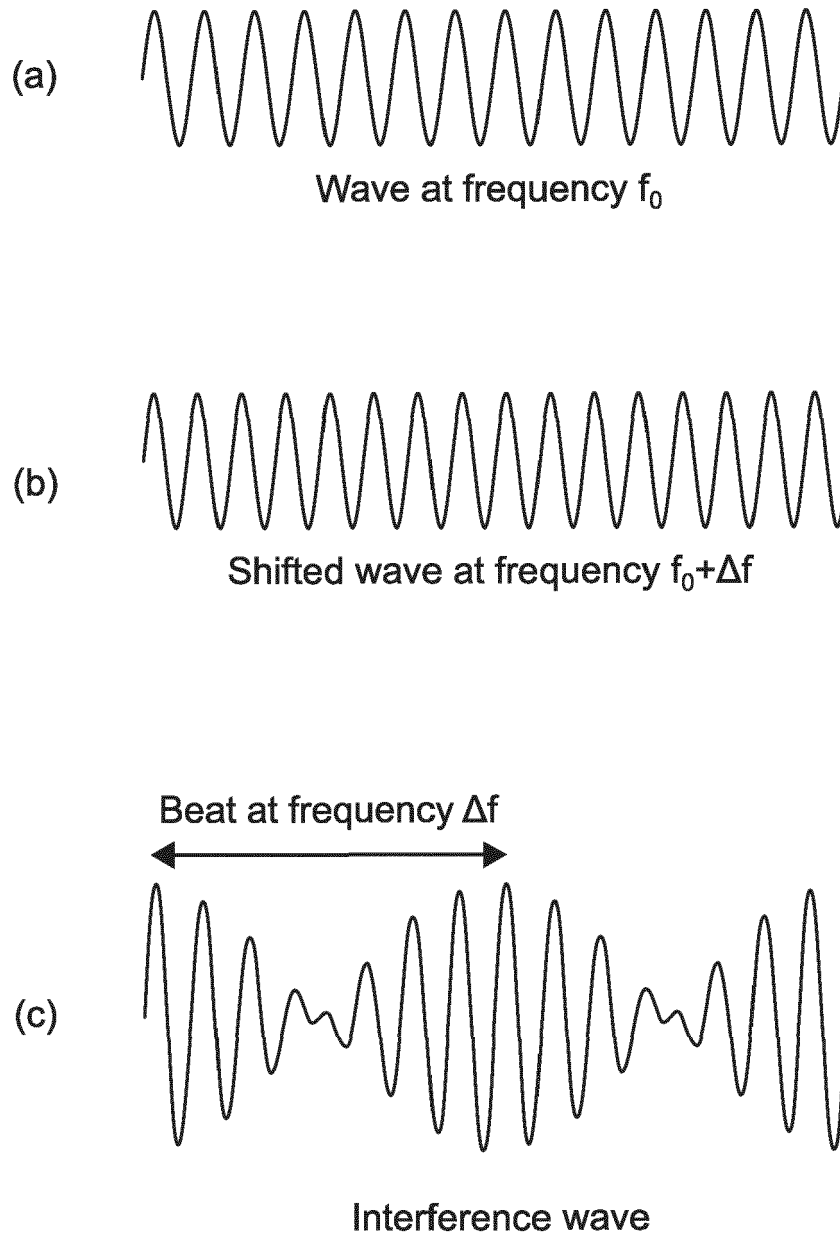 (a)
Wave at frequency f₀
(b)
Shifted wave at frequency f₀+Δf
Beat at frequency Δf
(c)
Interference wave